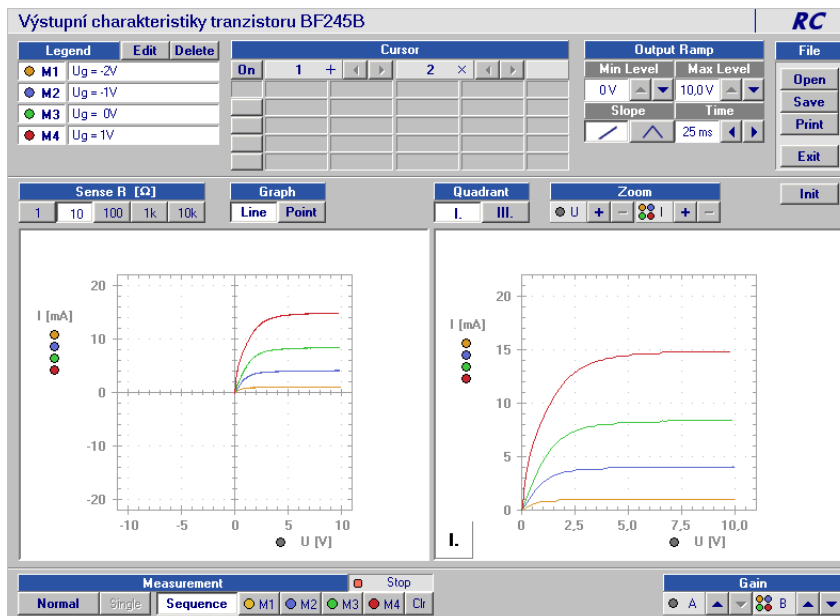 Výstupní charakteristiky tranzistoru BF245B RC
Legend Edit Delete
M1 Ug = -2V
M2 Ug = -1V
M3 Ug = 0V
M4 Ug = 1V
Cursor
On 1 + 2 ×
Output Ramp
Min Level Max Level
0 V 10,0 V
Slope Time
25 ms
File
Open
Save
Print
Exit
Init
Sense R [Ω]
1 10 100 1k 10k
Graph
Line Point
Quadrant
I. III.
Zoom
U + − I + −
I [mA]
20
10
0
-10
-20
-10 -5 0 5 10
U [V]
I [mA]
20
15
10
5
0
0 2,5 5,0 7,5 10,0
I.
U [V]
Measurement Stop
Normal Single Sequence M1 M2 M3 M4 Clr
Gain
A B